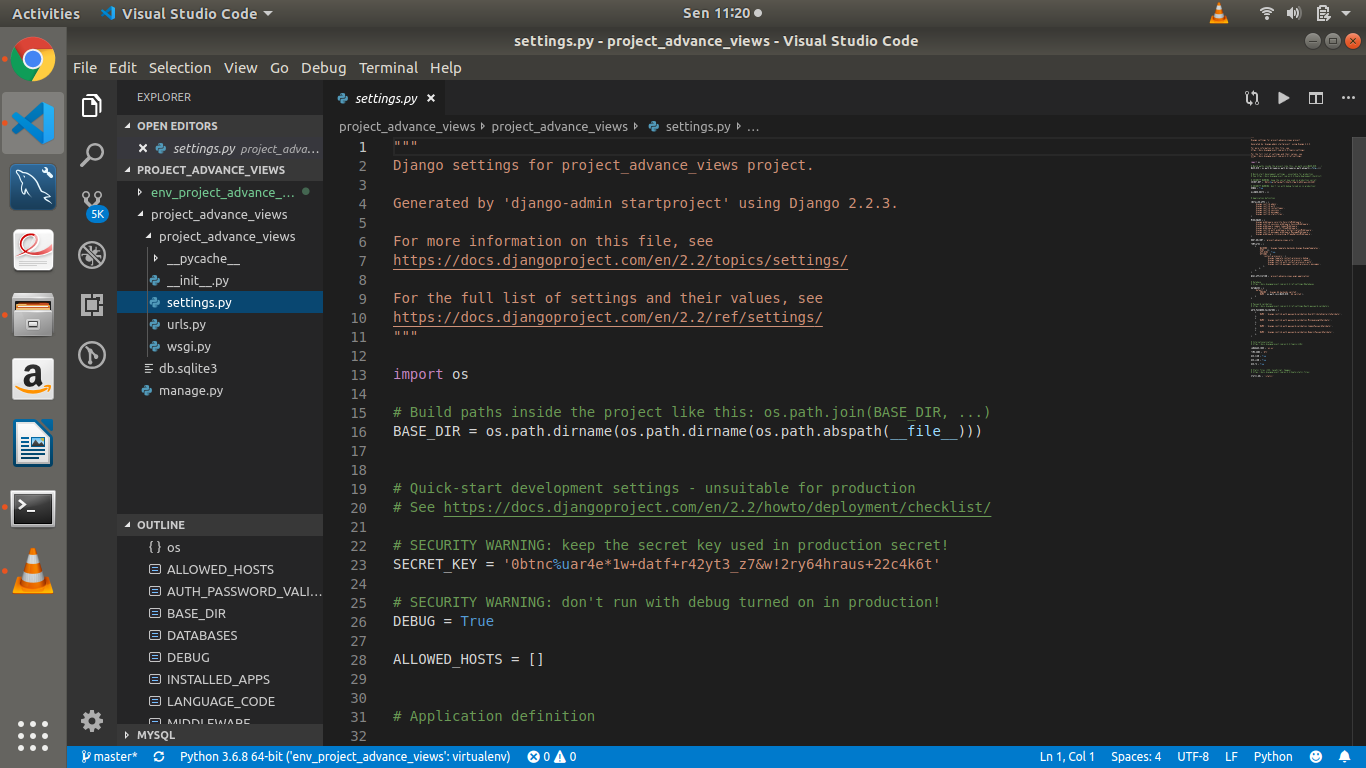 Activities
Visual Studio Code
Sen 11:20
settings.py - project_advance_views - Visual Studio Code
File Edit Selection View Go Debug Terminal Help
EXPLORER
OPEN EDITORS
settings.py project_adva...
PROJECT_ADVANCE_VIEWS
env_project_advance_...
project_advance_views
project_advance_views
__pycache__
__init__.py
settings.py
urls.py
wsgi.py
db.sqlite3
manage.py
5K
OUTLINE
{ } os
ALLOWED_HOSTS
AUTH_PASSWORD_VALI...
BASE_DIR
DATABASES
DEBUG
INSTALLED_APPS
LANGUAGE_CODE
MIDDLEWARE
MYSQL
settings.py
project_advance_views project_advance_views settings.py ...
1 """
2 Django settings for project_advance_views project.
3
4 Generated by 'django-admin startproject' using Django 2.2.3.
5
6 For more information on this file, see
7 https://docs.djangoproject.com/en/2.2/topics/settings/
8
9 For the full list of settings and their values, see
10 https://docs.djangoproject.com/en/2.2/ref/settings/
11 """
12
13 import os
14
15 # Build paths inside the project like this: os.path.join(BASE_DIR, ...)
16 BASE_DIR = os.path.dirname(os.path.dirname(os.path.abspath(__file__)))
17
18
19 # Quick-start development settings - unsuitable for production
20 # See https://docs.djangoproject.com/en/2.2/howto/deployment/checklist/
21
22 # SECURITY WARNING: keep the secret key used in production secret!
23 SECRET_KEY = '0btnc%uar4e*1w+datf+r42yt3_z7&w!2ry64hraus+22c4k6t'
24
25 # SECURITY WARNING: don't run with debug turned on in production!
26 DEBUG = True
27
28 ALLOWED_HOSTS = []
29
30
31 # Application definition
32
master* Python 3.6.8 64-bit ('env_project_advance_views': virtualenv) 0 0 Ln 1, Col 1 Spaces: 4 UTF-8 LF Python